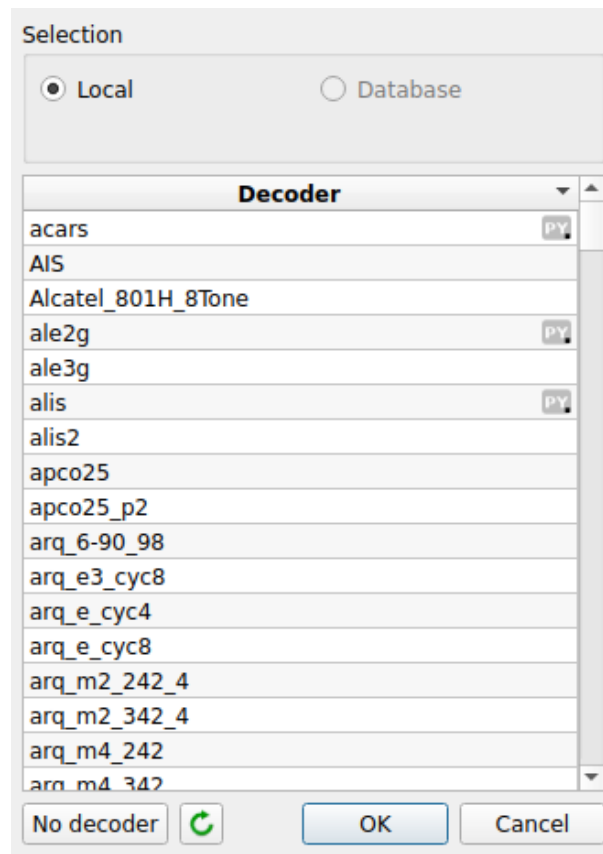 Selection
Local Database
Decoder
acars PY
AIS
Alcatel_801H_8Tone
ale2g PY
ale3g
alis PY
alis2
apco25
apco25_p2
arq_6-90_98
arq_e3_cyc8
arq_e_cyc4
arq_e_cyc8
arq_m2_242_4
arq_m2_342_4
arq_m4_242
arq_m4_342
No decoder OK Cancel